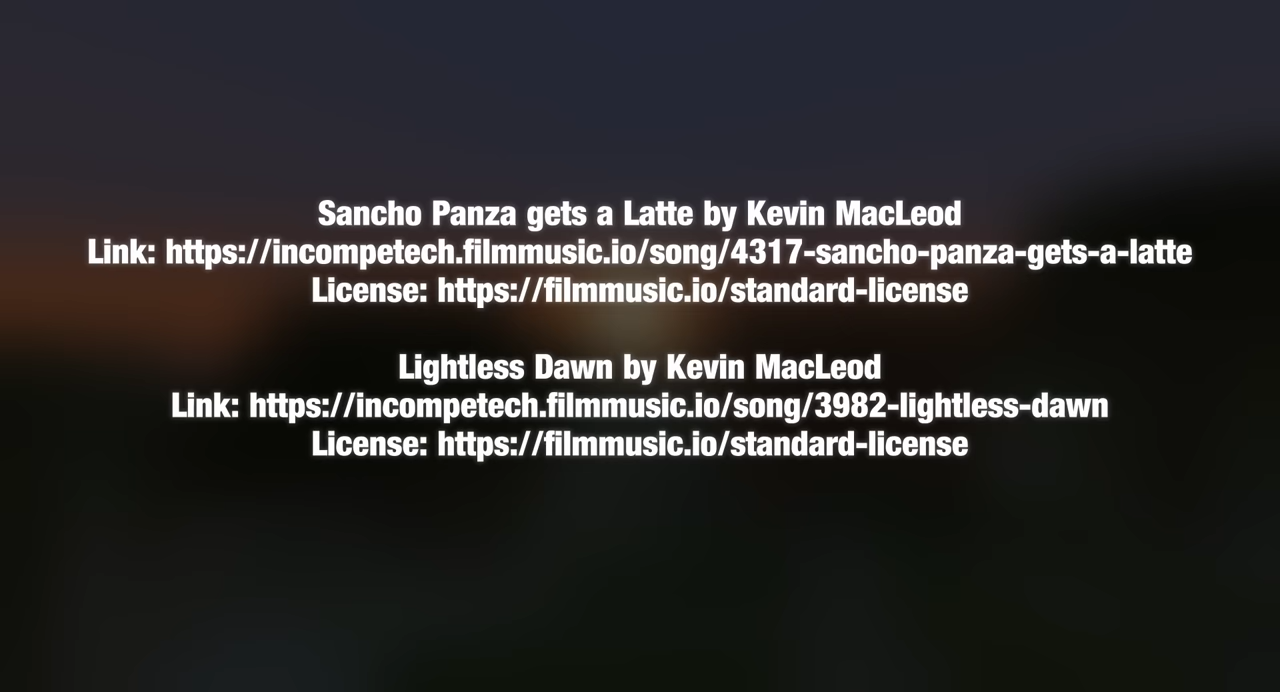 Sancho Panza gets a Latte by Kevin MacLeod
Link: https://incompetech.filmmusic.io/song/4317-sancho-panza-gets-a-latte
License: https://filmmusic.io/standard-license
Lightless Dawn by Kevin MacLeod
Link: https://incompetech.filmmusic.io/song/3982-lightless-dawn
License: https://filmmusic.io/standard-license